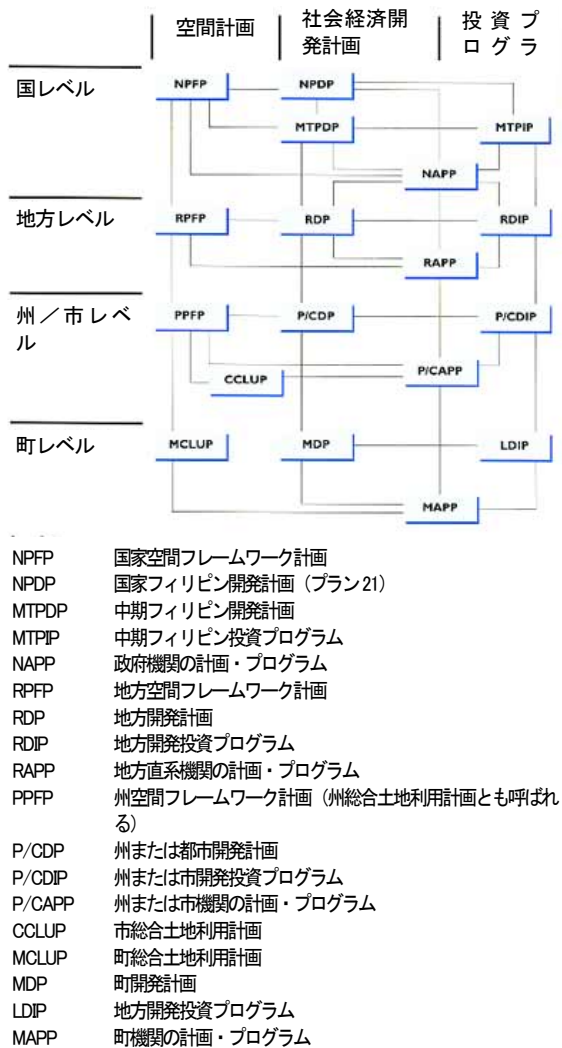 空間計画
社会経済開
発計画
投資プ
ログラ
国レベル
NPFP NPDP
MTPDP MTPIP
NAPP
地方レベル
RPFP RDP RDIP
RAPP
州／市レベ
ル
PPFP P/CDP P/CDIP
P/CAPP
CCLUP
町レベル
MCLUP MDP LDIP
MAPP
NPFP 国家空間フレームワーク計画
NPDP 国家フィリピン開発計画（プラン21）
MTPDP 中期フィリピン開発計画
MTPIP 中期フィリピン投資プログラム
NAPP 政府機関の計画・プログラム
RPFP 地方空間フレームワーク計画
RDP 地方開発計画
RDIP 地方開発投資プログラム
RAPP 地方直系機関の計画・プログラム
PPFP 州空間フレームワーク計画（州総合土地利用計画とも呼ばれ
る）
P/CDP 州または都市開発計画
P/CDIP 州または市開発投資プログラム
P/CAPP 州または市機関の計画・プログラム
CCLUP 市総合土地利用計画
MCLUP 町総合土地利用計画
MDP 町開発計画
LDIP 地方開発投資プログラム
MAPP 町機関の計画・プログラム